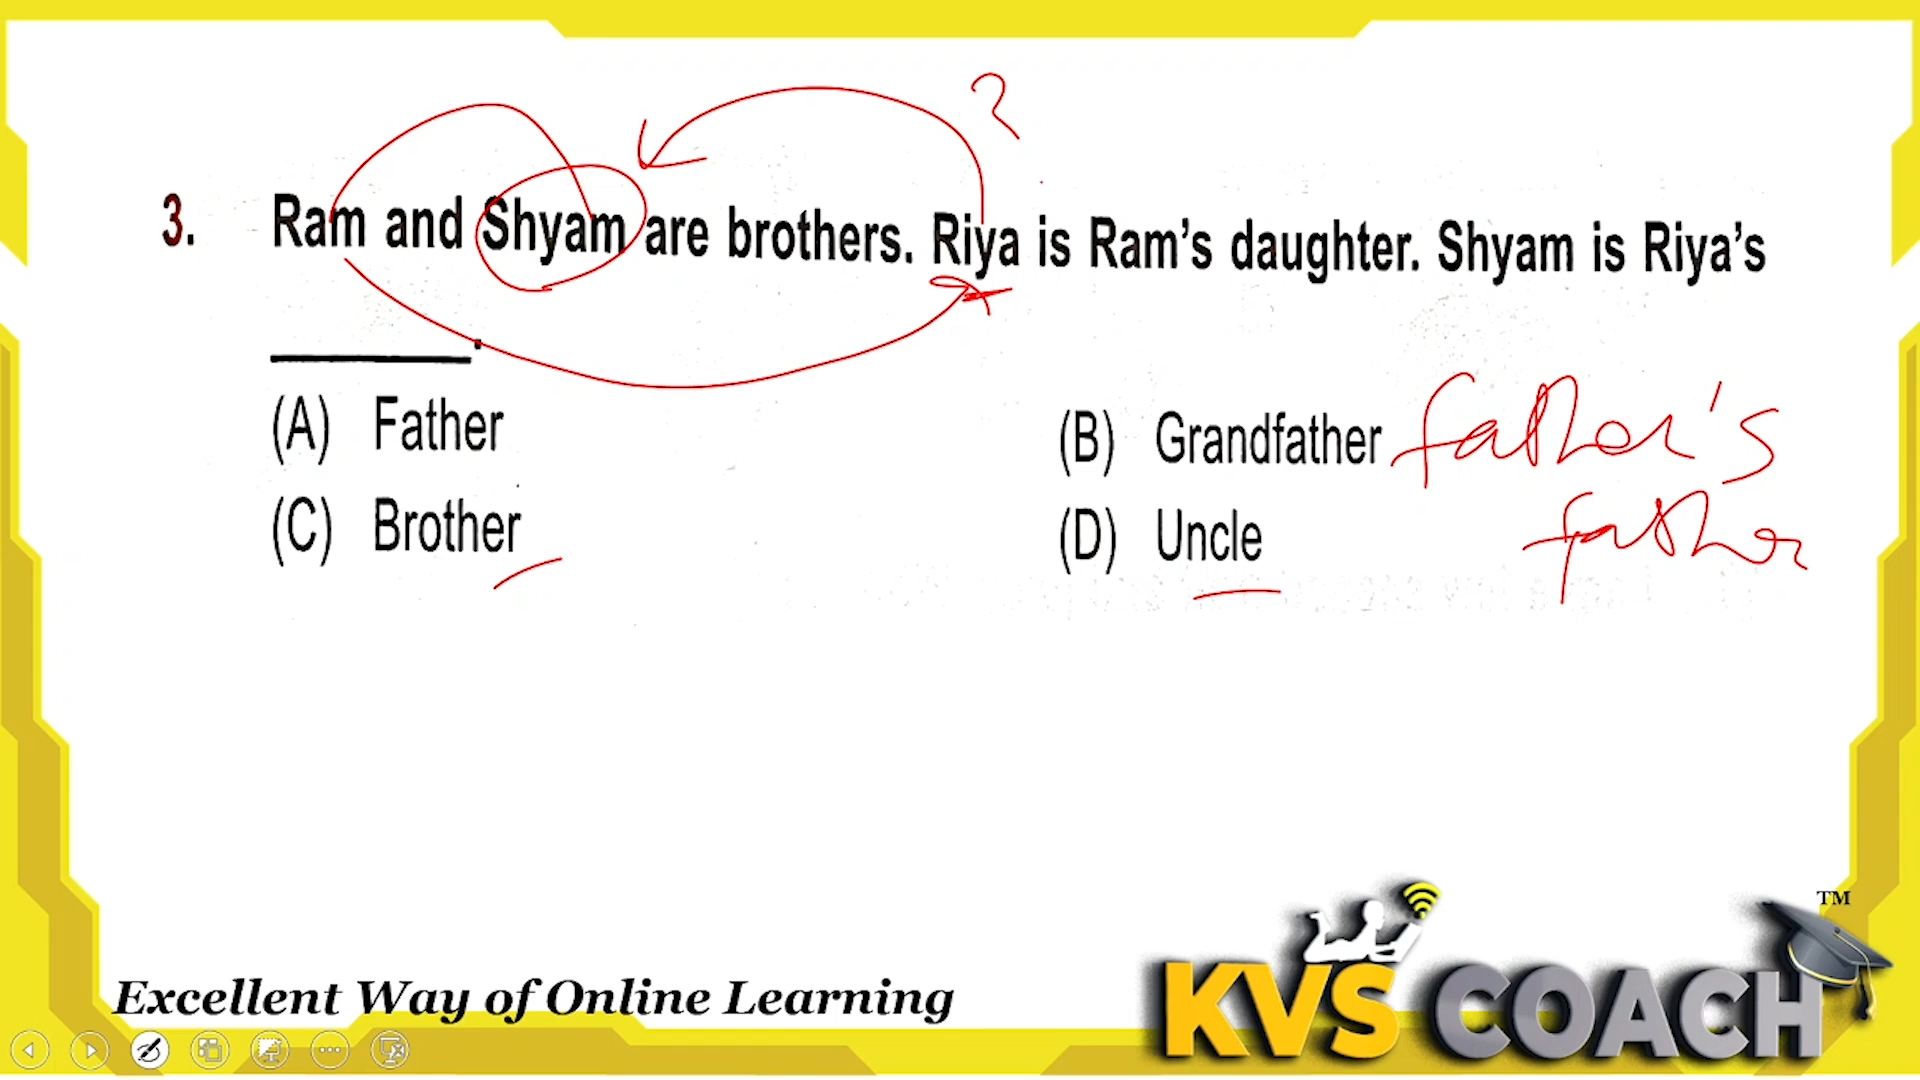 ?
3. Ram and Shyam are brothers. Riya is Ram's daughter. Shyam is Riya's
________.
(A) Father
(B) Grandfather father's
father
(C) Brother
(D) Uncle
Excellent Way of Online Learning
KVS COACH TM